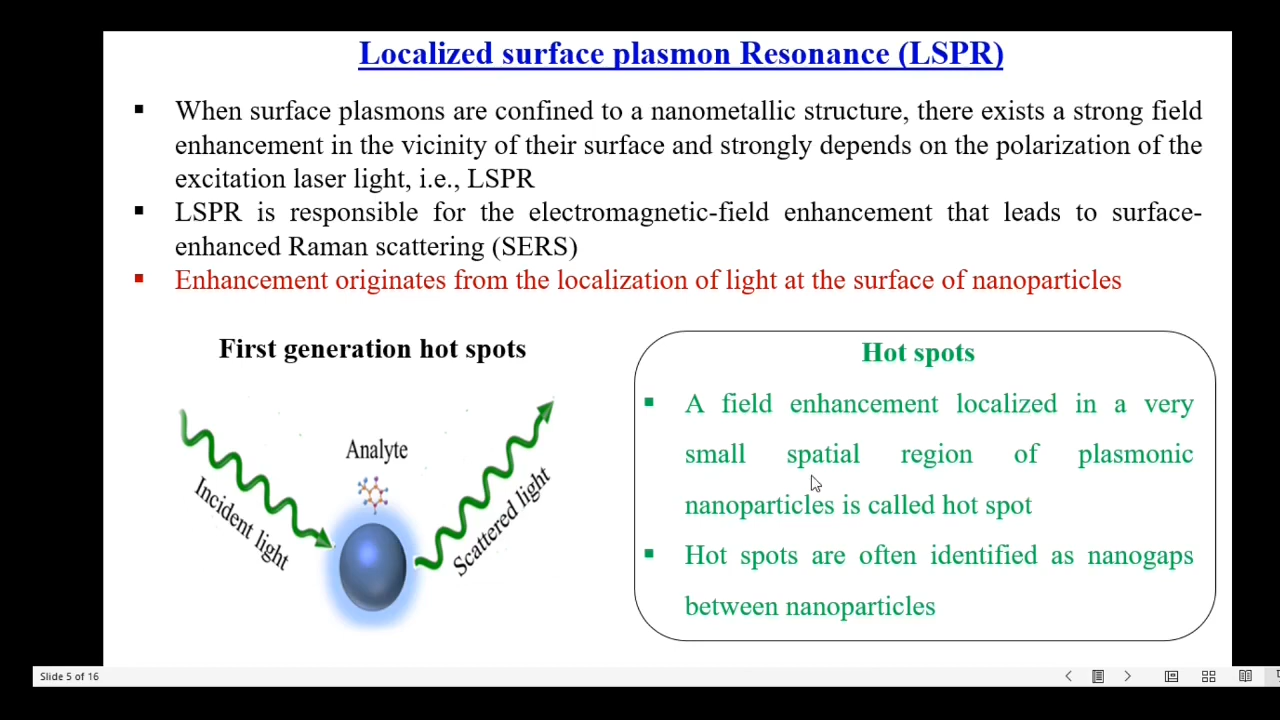 Localized surface plasmon Resonance (LSPR)
▪ When surface plasmons are confined to a nanometallic structure, there exists a strong field
enhancement in the vicinity of their surface and strongly depends on the polarization of the
excitation laser light, i.e., LSPR
▪ LSPR is responsible for the electromagnetic-field enhancement that leads to surface-
enhanced Raman scattering (SERS)
▪ Enhancement originates from the localization of light at the surface of nanoparticles
First generation hot spots
Analyte
Incident light
Scattered light
Hot spots
▪ A field enhancement localized in a very
small spatial region of plasmonic
nanoparticles is called hot spot
▪ Hot spots are often identified as nanogaps
between nanoparticles
Slide 5 of 16